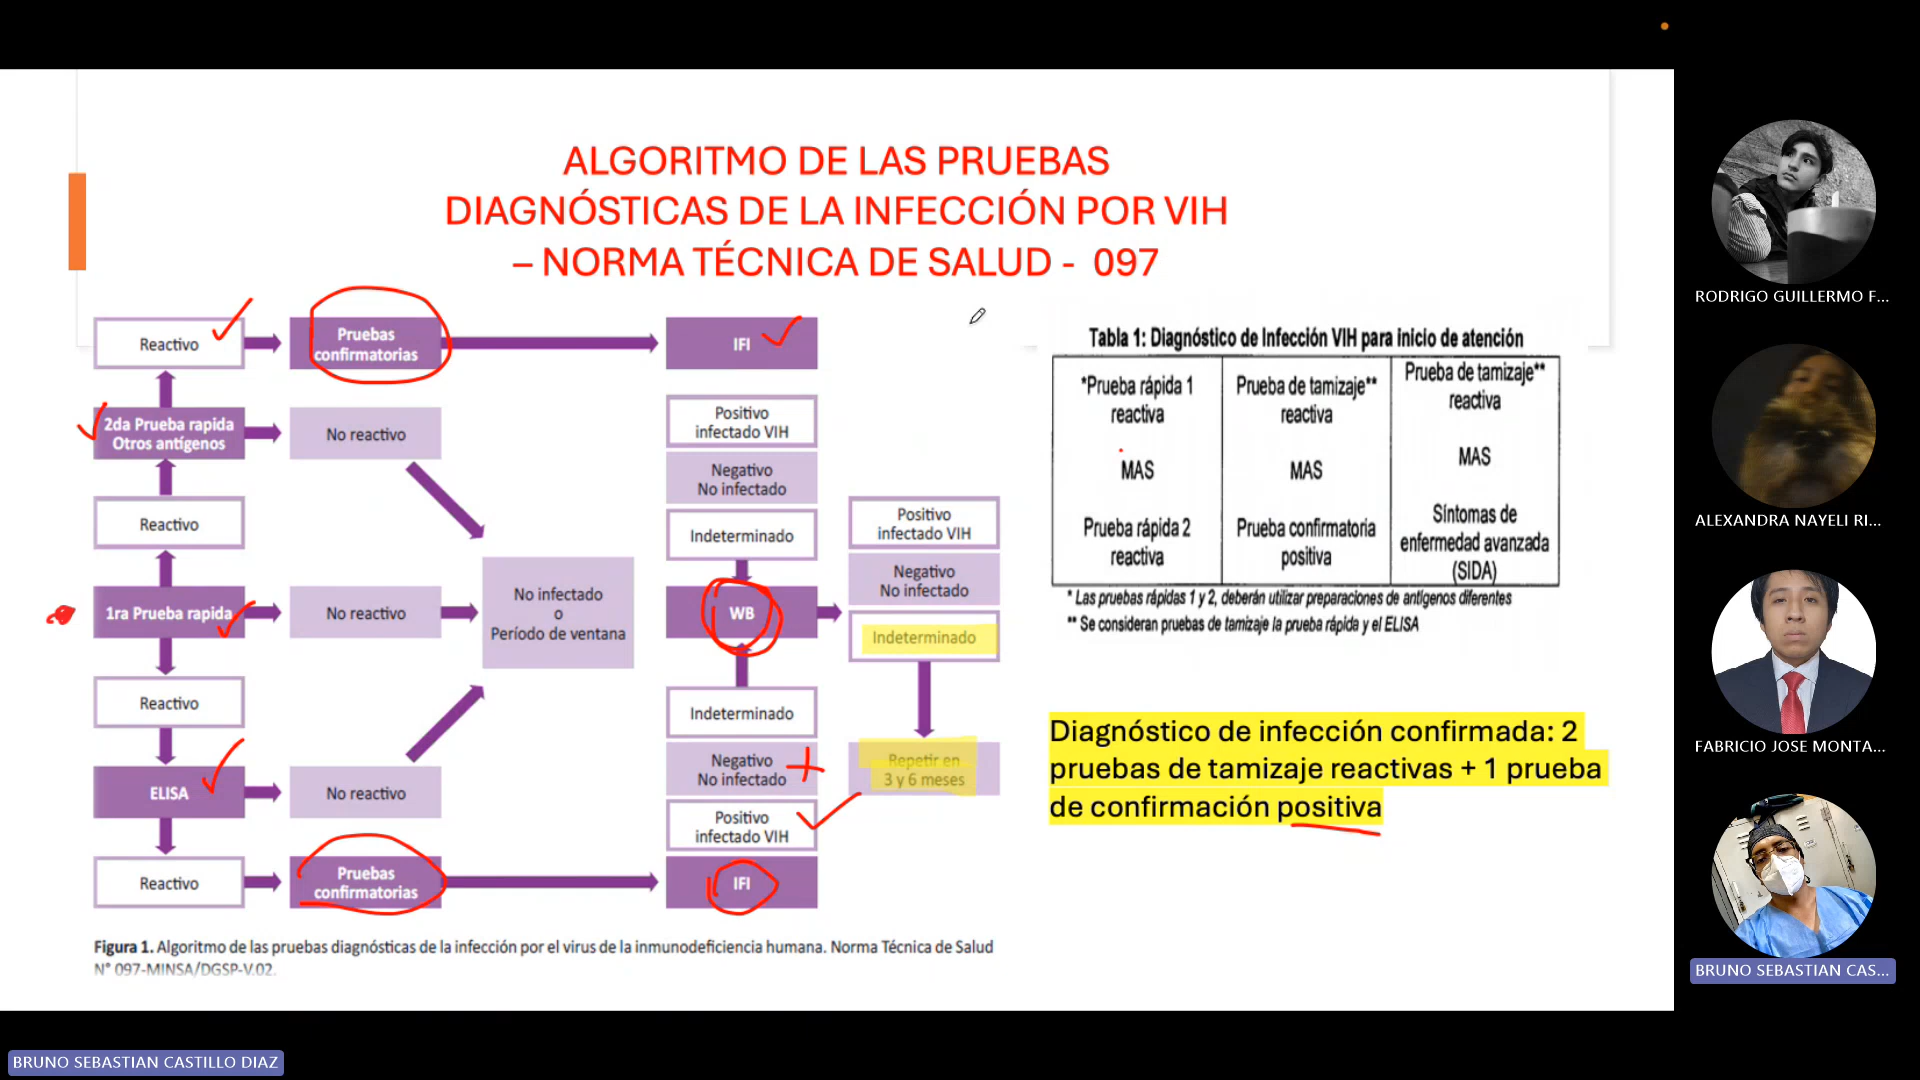 ALGORITMO DE LAS PRUEBAS
DIAGNÓSTICAS DE LA INFECCIÓN POR VIH
– NORMA TÉCNICA DE SALUD - 097
Reactivo
Pruebas
confirmatorias
IFI
2da Prueba rapida
Otros antígenos
No reactivo
Positivo
infectado VIH
Negativo
No infectado
Reactivo
Indeterminado
Positivo
infectado VIH
Negativo
No infectado
1ra Prueba rapida
No reactivo
No infectado
o
Período de ventana
WB
Indeterminado
Reactivo
Indeterminado
Negativo
No infectado
Repetir en
3 y 6 meses
ELISA
No reactivo
Positivo
infectado VIH
Reactivo
Pruebas
confirmatorias
IFI
Figura 1. Algoritmo de las pruebas diagnósticas de la infección por el virus de la inmunodeficiencia humana. Norma Técnica de Salud
N° 097-MINSA/DGSP-V.02.
Tabla 1: Diagnóstico de Infección VIH para inicio de atención
*Prueba rápida 1
reactiva
MAS
Prueba rápida 2
reactiva
Prueba de tamizaje**
reactiva
MAS
Prueba confirmatoria
positiva
Prueba de tamizaje**
reactiva
MAS
Síntomas de
enfermedad avanzada
(SIDA)
* Las pruebas rápidas 1 y 2, deberán utilizar preparaciones de antígenos diferentes
** Se consideran pruebas de tamizaje la prueba rápida y el ELISA
Diagnóstico de infección confirmada: 2
pruebas de tamizaje reactivas + 1 prueba
de confirmación positiva
RODRIGO GUILLERMO F...
ALEXANDRA NAYELI RI...
FABRICIO JOSE MONTA...
BRUNO SEBASTIAN CAS...
BRUNO SEBASTIAN CASTILLO DIAZ